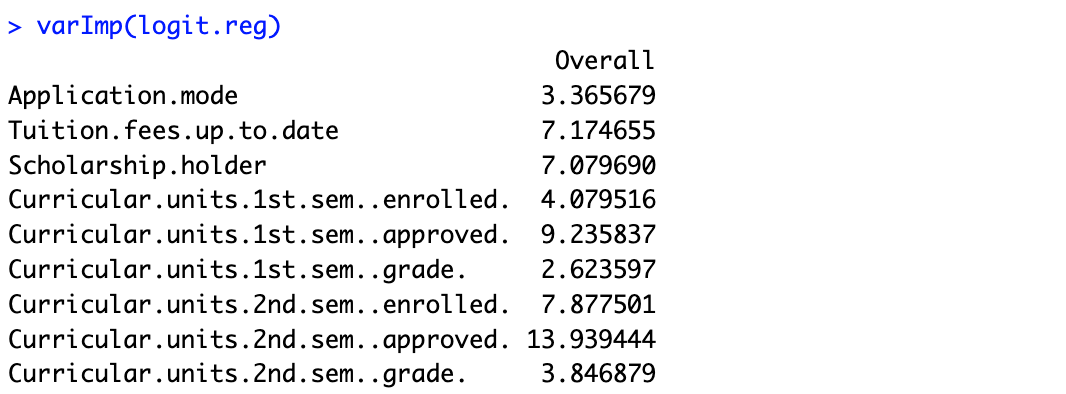 > varImp(logit.reg)
Overall
Application.mode 3.365679
Tuition.fees.up.to.date 7.174655
Scholarship.holder 7.079690
Curricular.units.1st.sem..enrolled. 4.079516
Curricular.units.1st.sem..approved. 9.235837
Curricular.units.1st.sem..grade. 2.623597
Curricular.units.2nd.sem..enrolled. 7.877501
Curricular.units.2nd.sem..approved. 13.939444
Curricular.units.2nd.sem..grade. 3.846879